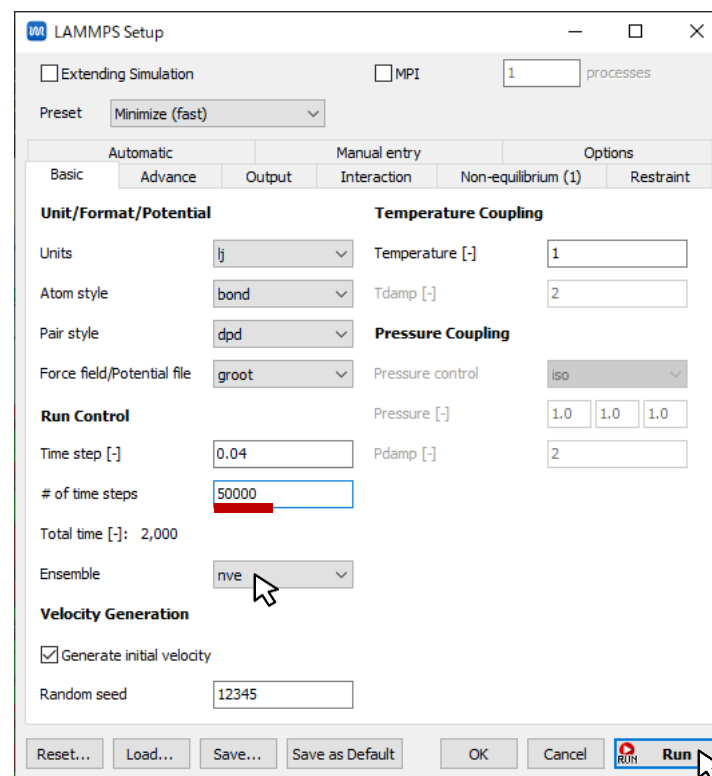 LAMMPS Setup
Extending Simulation MPI 1 processes
Preset Minimize (fast)
Automatic Manual entry Options
Basic Advance Output Interaction Non-equilibrium (1) Restraint
Unit/Format/Potential Temperature Coupling
Units lj Temperature [-] 1
Atom style bond Tdamp [-] 2
Pair style dpd Pressure Coupling
Force field/Potential file groot Pressure control iso
Run Control Pressure [-] 1.0 1.0 1.0
Time step [-] 0.04 Pdamp [-] 2
# of time steps 50000
Total time [-]: 2,000
Ensemble nve
Velocity Generation
Generate initial velocity
Random seed 12345
Reset... Load... Save... Save as Default OK Cancel RUN Run